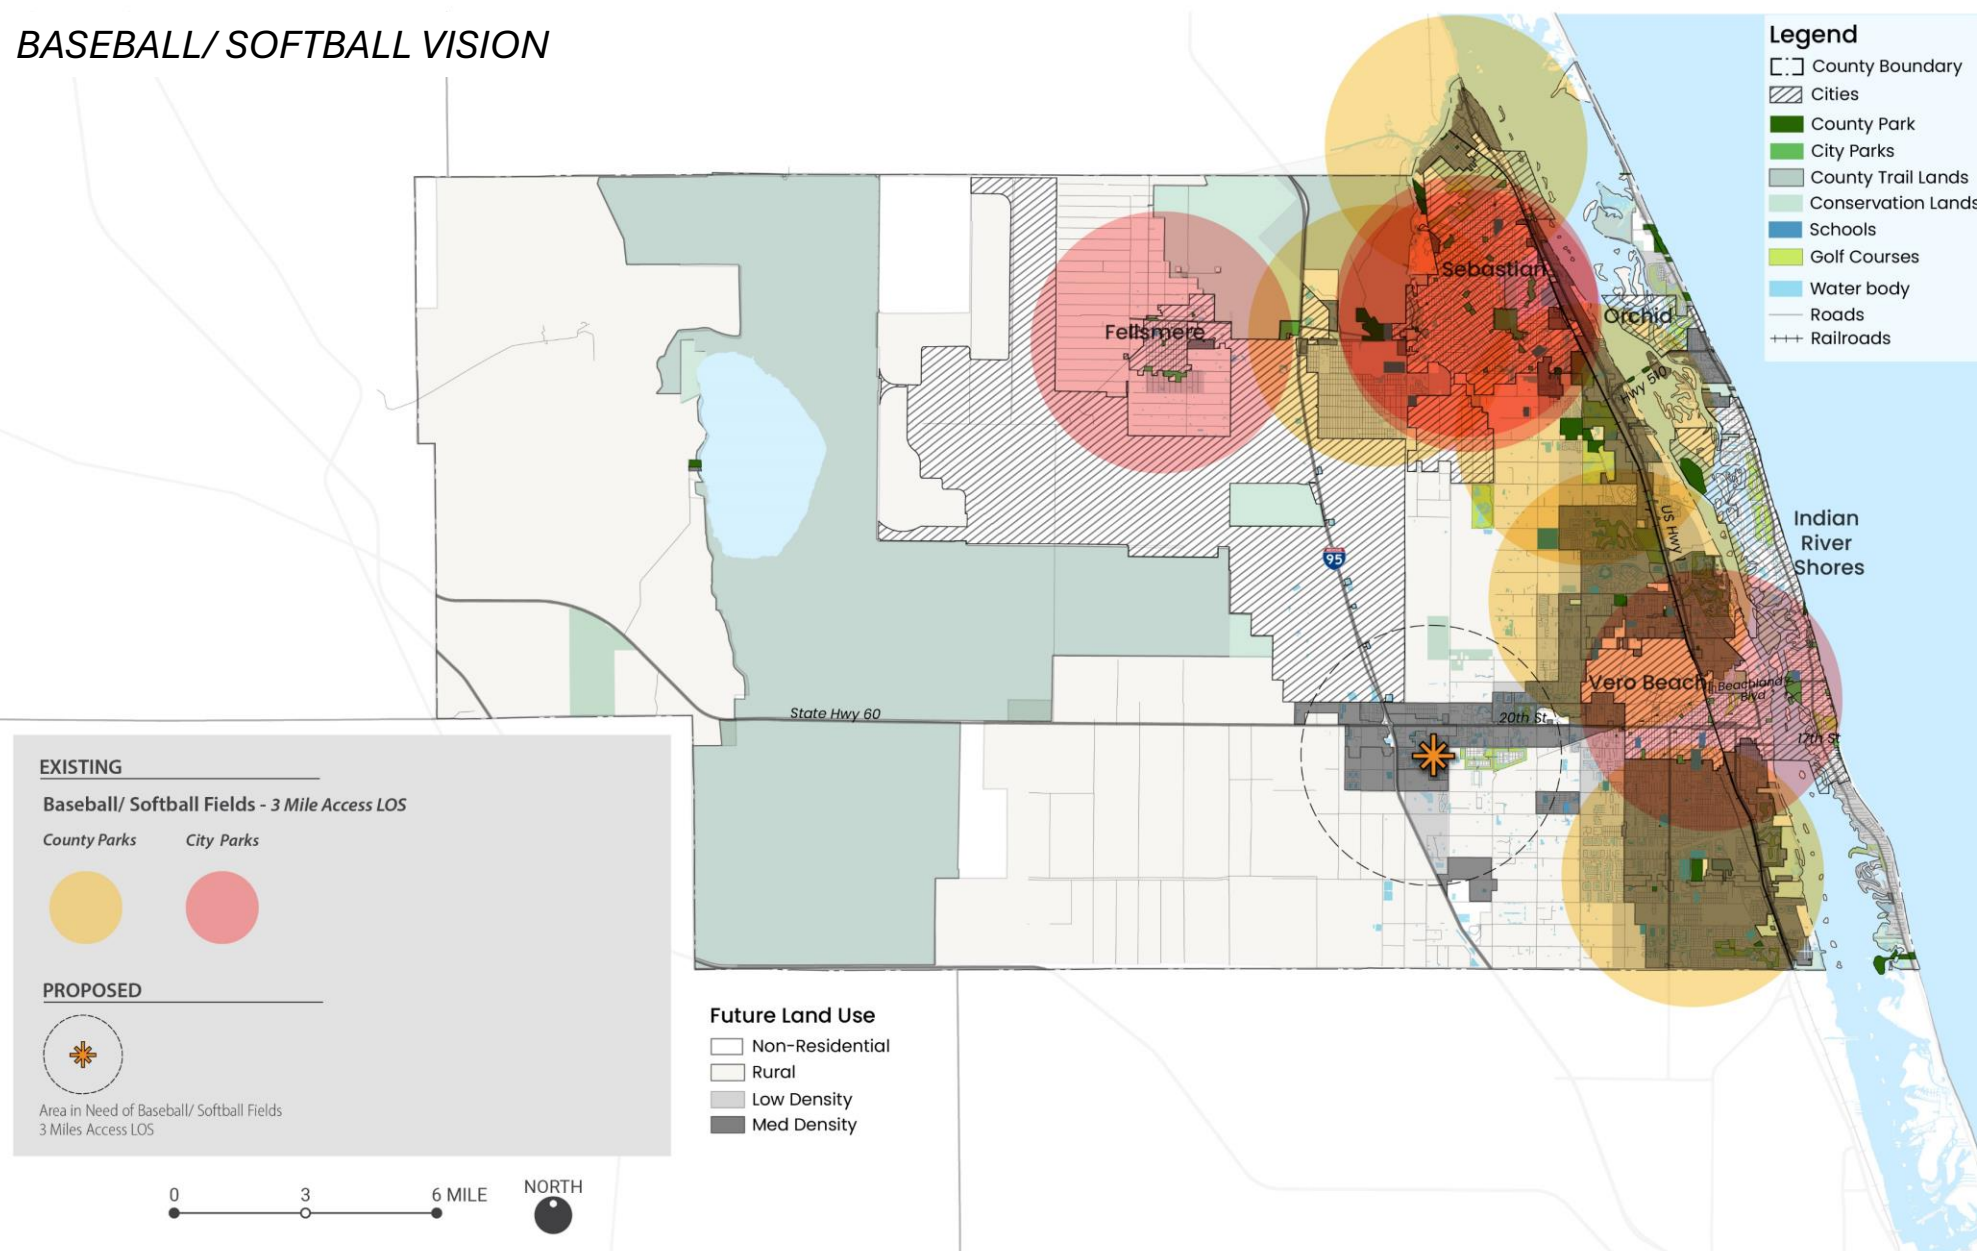 BASEBALL/ SOFTBALL VISION
Legend
County Boundary
Cities
County Park
City Parks
County Trail Lands
Conservation Lands
Schools
Golf Courses
Water body
Roads
Railroads
Sebastian
Orchid
Fellsmere
Hwy 510
US Hwy 1
Indian
River
Shores
95
Vero Beach
Beachland
Blvd
State Hwy 60
20th St
17th St
EXISTING
Baseball/ Softball Fields - 3 Mile Access LOS
County Parks
City Parks
PROPOSED
Area in Need of Baseball/ Softball Fields
3 Miles Access LOS
Future Land Use
Non-Residential
Rural
Low Density
Med Density
0
3
6 MILE
NORTH